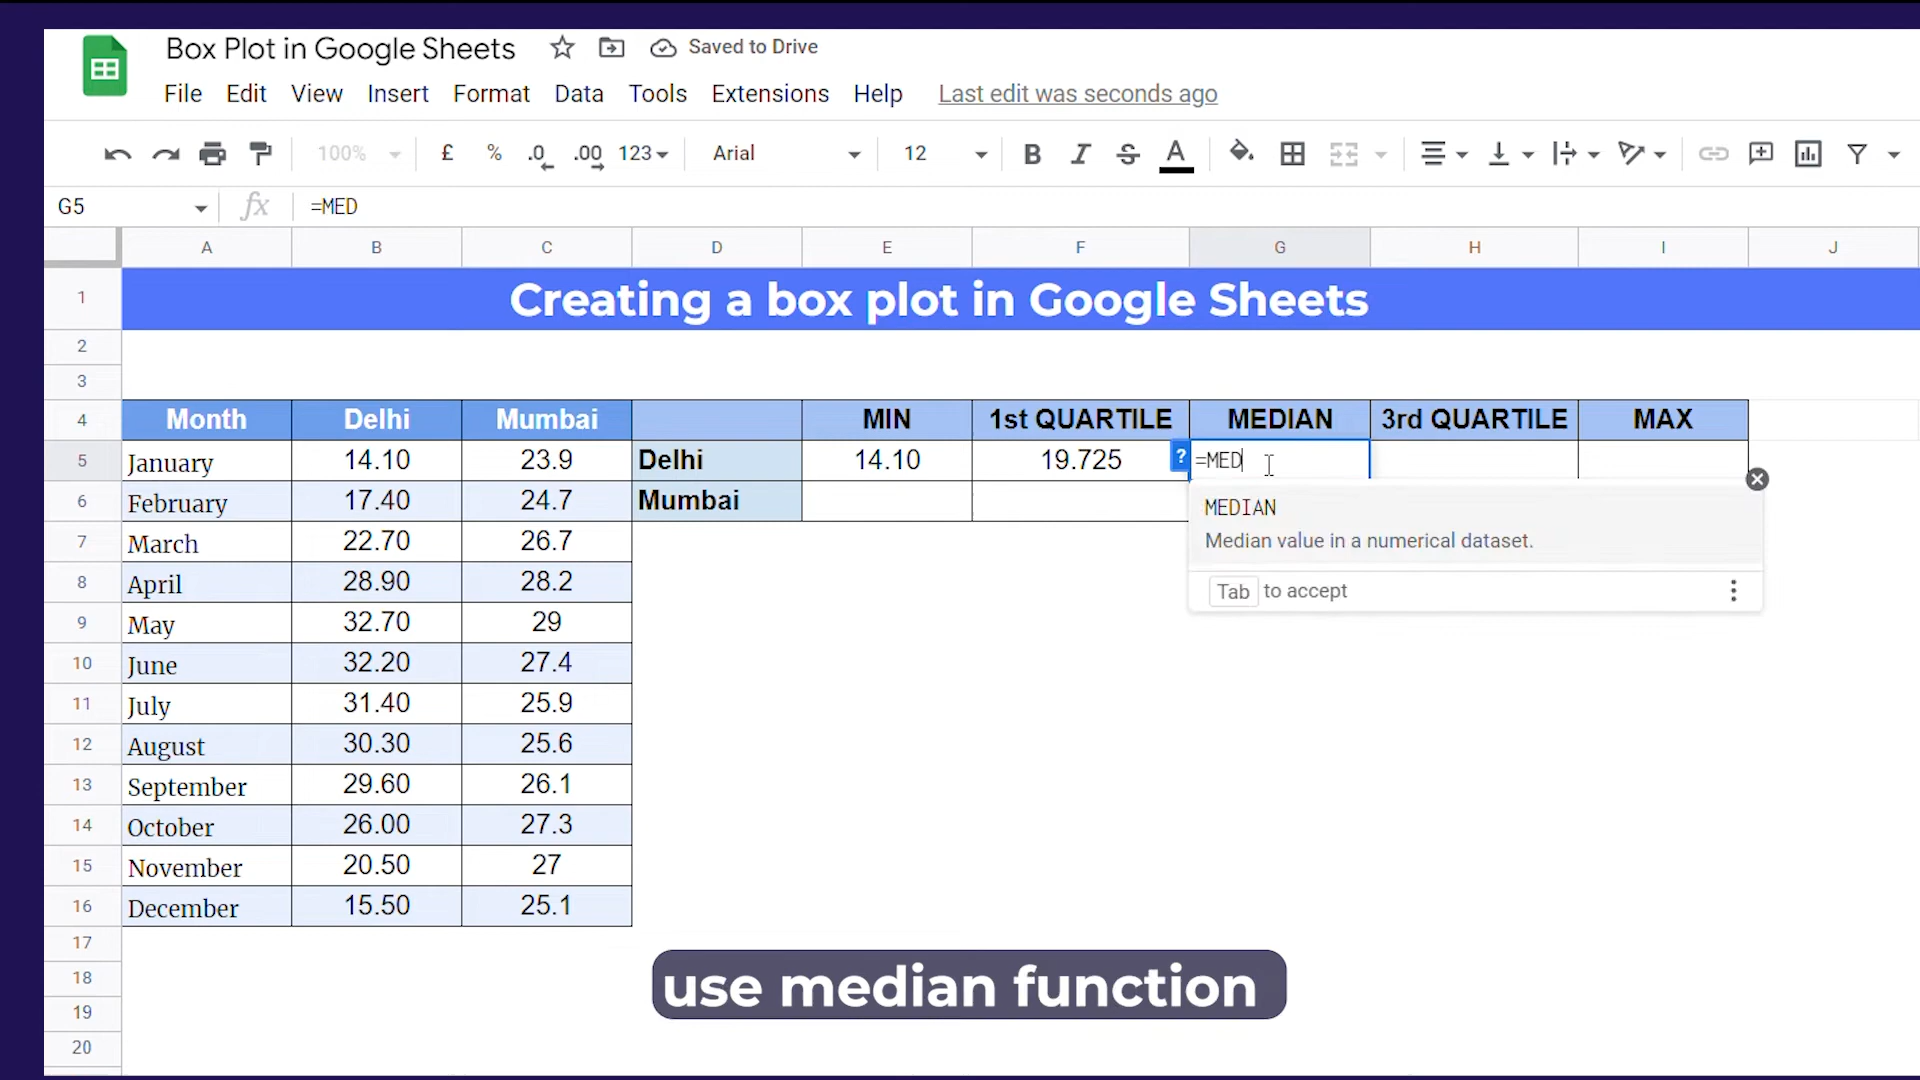 Box Plot in Google Sheets Saved to Drive
File Edit View Insert Format Data Tools Extensions Help Last edit was seconds ago
100% £ % .0 .00 123 Arial 12 B I S A
G5 fx =MED
A B C D E F G H I J
1 Creating a box plot in Google Sheets
2
3
4 Month Delhi Mumbai MIN 1st QUARTILE MEDIAN 3rd QUARTILE MAX
5 January 14.10 23.9 Delhi 14.10 19.725 ? =MED
6 February 17.40 24.7 Mumbai
MEDIAN
Median value in a numerical dataset.
Tab to accept
7 March 22.70 26.7
8 April 28.90 28.2
9 May 32.70 29
10 June 32.20 27.4
11 July 31.40 25.9
12 August 30.30 25.6
13 September 29.60 26.1
14 October 26.00 27.3
15 November 20.50 27
16 December 15.50 25.1
17
18
19
20
use median function